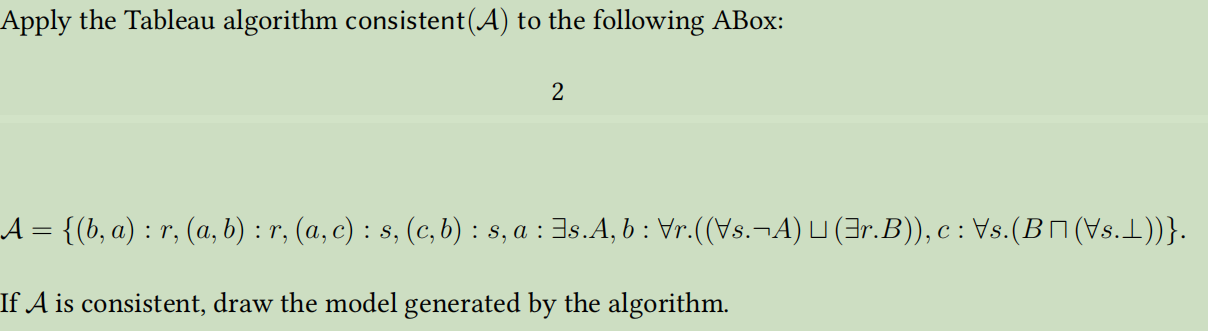 Apply the Tableau algorithm consistent(𝒜) to the following ABox:
2
𝒜 = {(b, a) : r, (a, b) : r, (a, c) : s, (c, b) : s, a : ∃s.A, b : ∀r.((∀s.¬A) ⊔ (∃r.B)), c : ∀s.(B ⊓ (∀s.⊥))}.
If 𝒜 is consistent, draw the model generated by the algorithm.